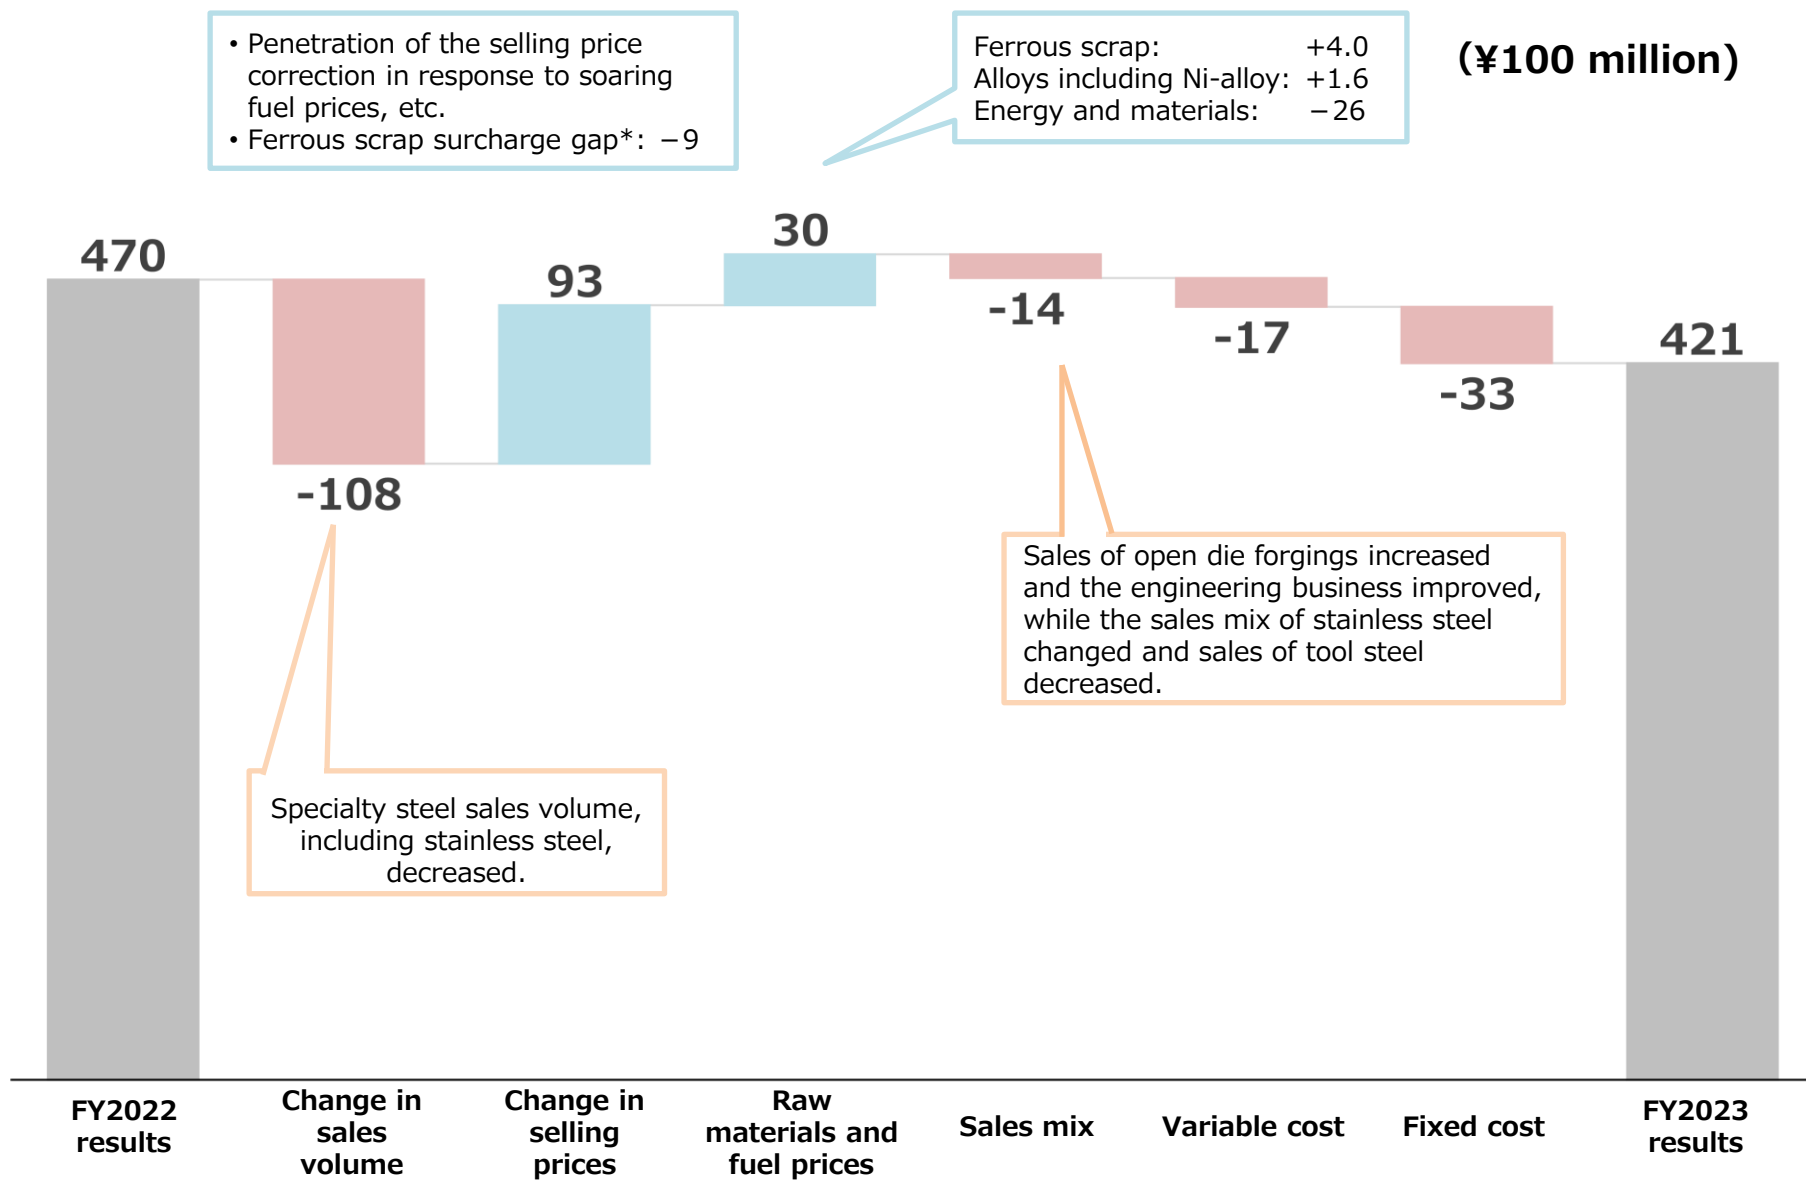 • Penetration of the selling price
correction in response to soaring
fuel prices, etc.
• Ferrous scrap surcharge gap*: −9
Ferrous scrap: +4.0
Alloys including Ni-alloy: +1.6
Energy and materials: −26
(¥100 million)
470
-108
93
30
-14
-17
-33
421
Sales of open die forgings increased
and the engineering business improved,
while the sales mix of stainless steel
changed and sales of tool steel
decreased.
Specialty steel sales volume,
including stainless steel,
decreased.
FY2022
results
Change in
sales
volume
Change in
selling
prices
Raw
materials and
fuel prices
Sales mix
Variable cost
Fixed cost
FY2023
results